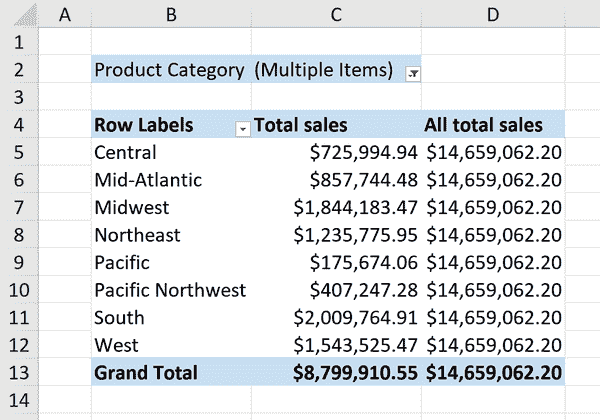 A B C D
1
2 Product Category (Multiple Items)
3
4 Row Labels Total sales All total sales
5 Central $725,994.94 $14,659,062.20
6 Mid-Atlantic $857,744.48 $14,659,062.20
7 Midwest $1,844,183.47 $14,659,062.20
8 Northeast $1,235,775.95 $14,659,062.20
9 Pacific $175,674.06 $14,659,062.20
10 Pacific Northwest $407,247.28 $14,659,062.20
11 South $2,009,764.91 $14,659,062.20
12 West $1,543,525.47 $14,659,062.20
13 Grand Total $8,799,910.55 $14,659,062.20
14